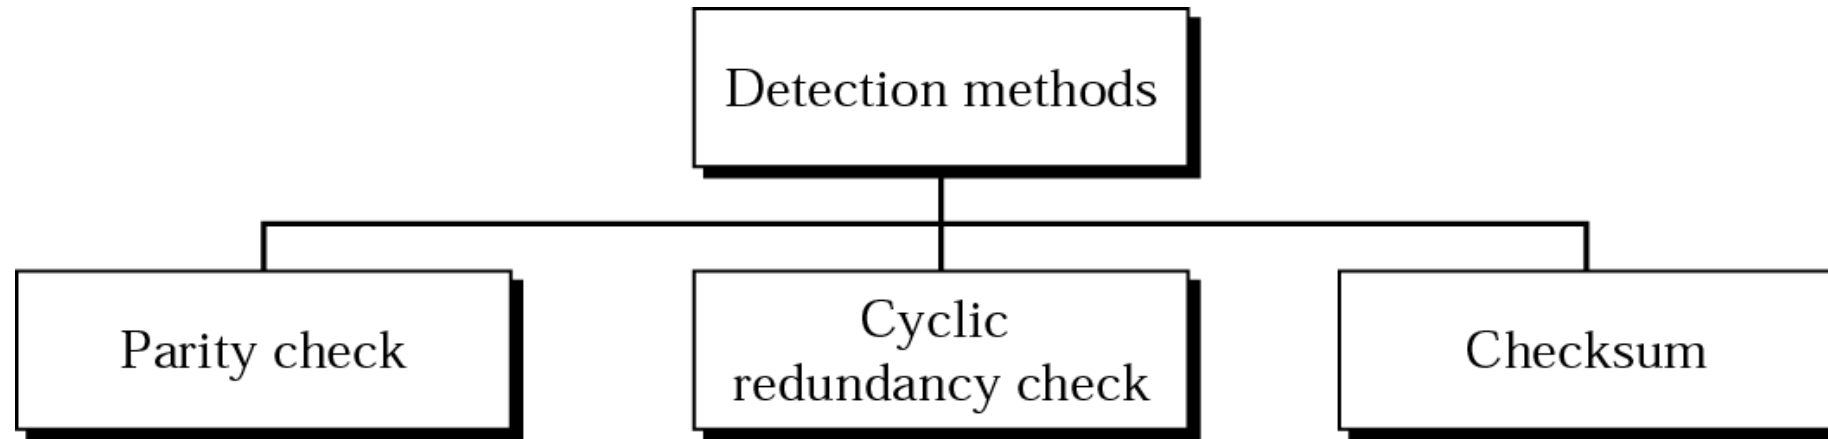 Detection methods
Parity check
Cyclic
redundancy check
Checksum